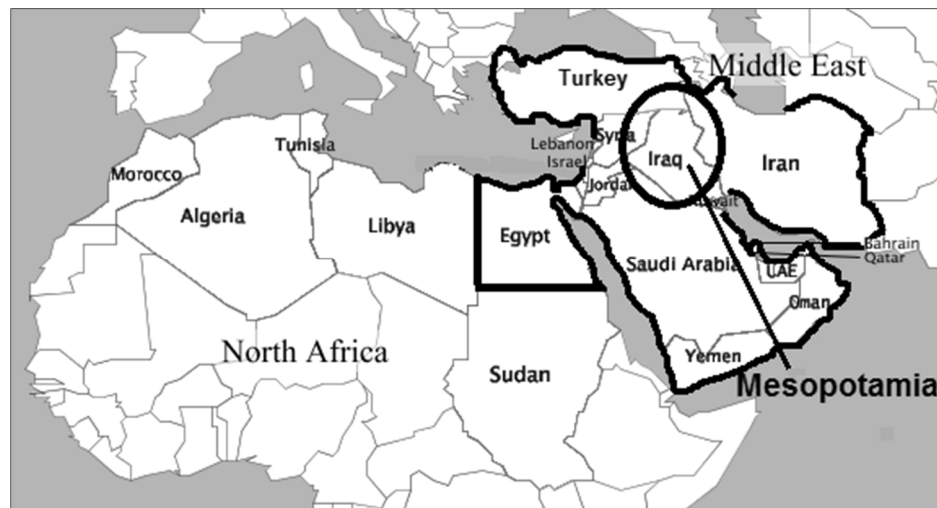 Middle East
Turkey
Syria
Lebanon
Israel
Iraq
Iran
Jordan
Kuwait
Tunisia
Morocco
Algeria
Libya
Egypt
Saudi Arabia
Bahrain
Qatar
UAE
Oman
Yemen
North Africa
Sudan
Mesopotamia